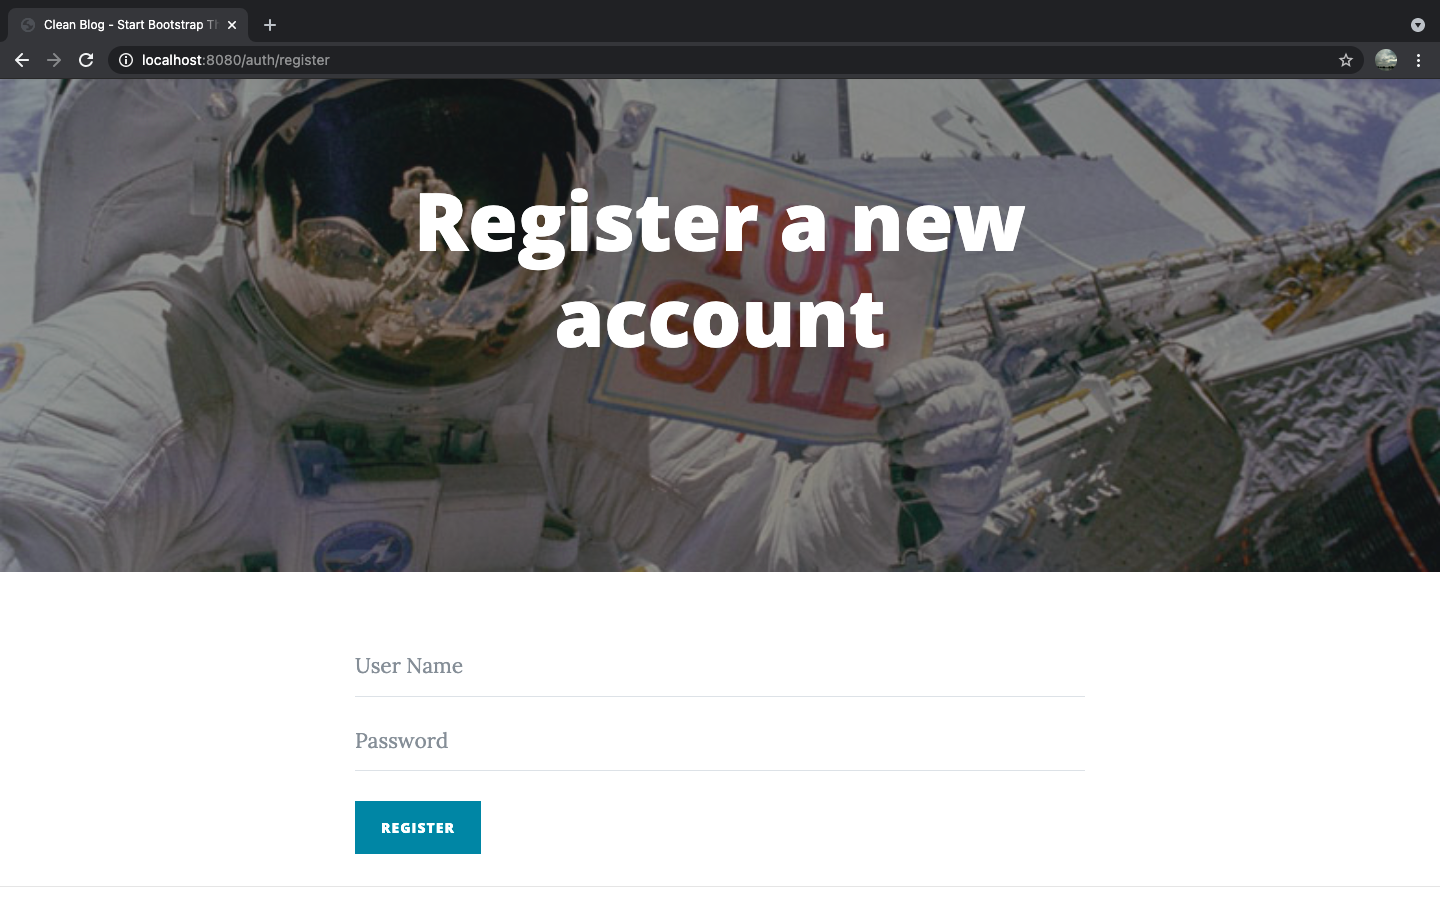 Clean Blog - Start Bootstrap Th
localhost:8080/auth/register
Register a new
account
FOR
SALE
User Name
Password
REGISTER